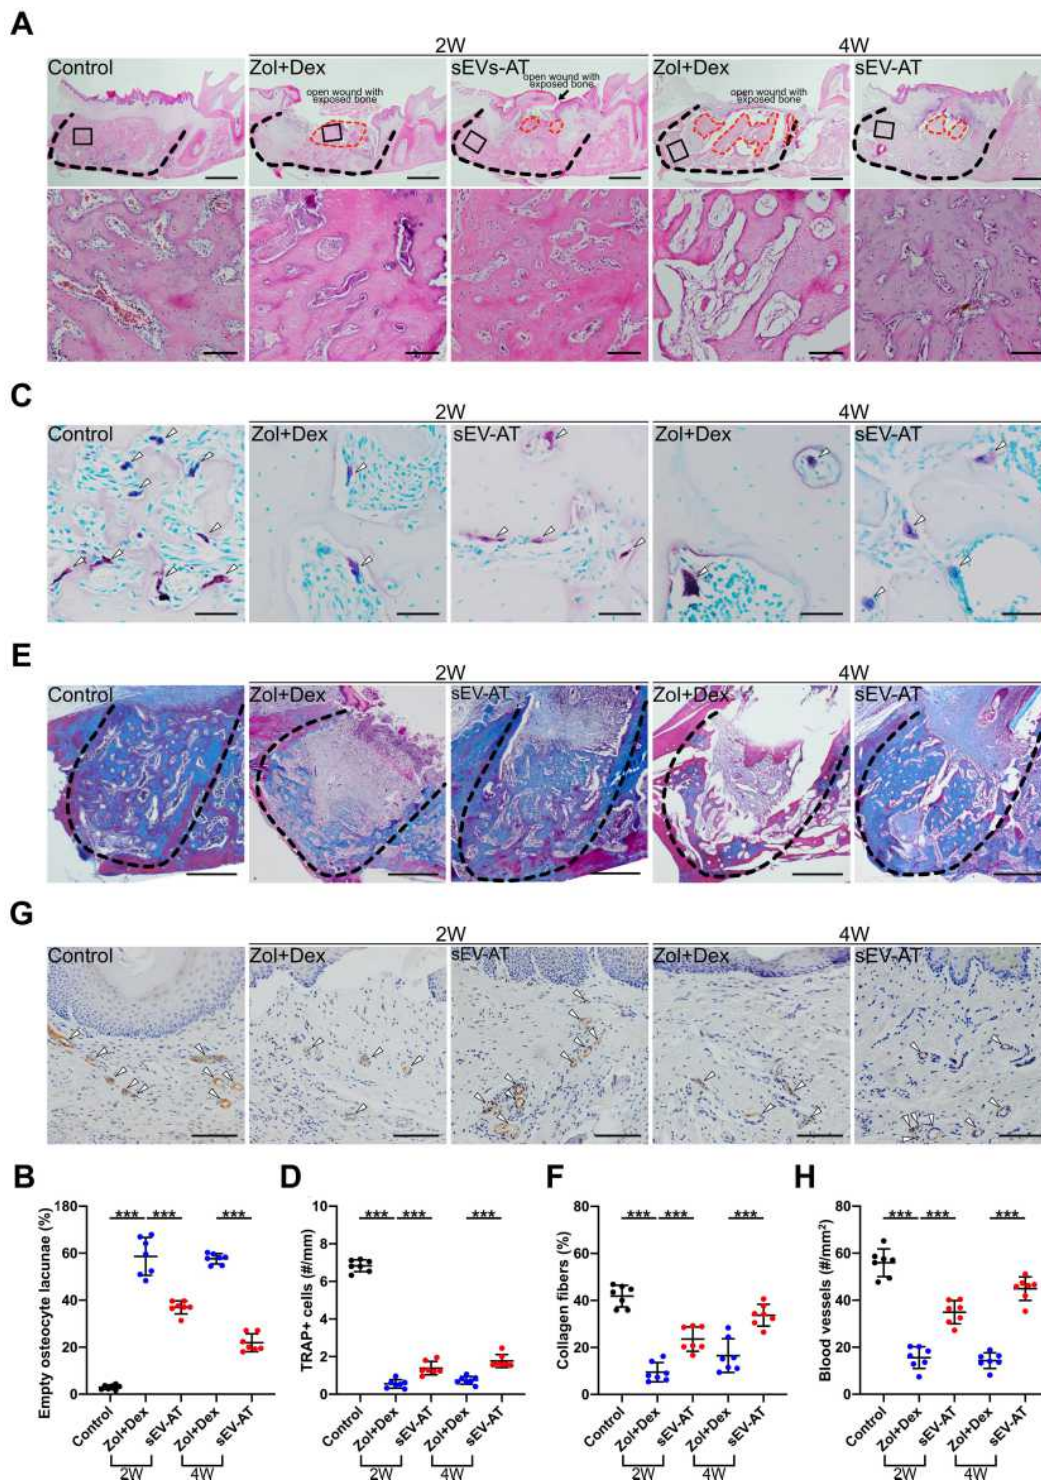 A
2W 4W
Control Zol+Dex sEVs-AT Zol+Dex sEV-AT
open wound with
exposed bone
open wound with
exposed bone
open wound with
exposed bone
C
2W 4W
Control Zol+Dex sEV-AT Zol+Dex sEV-AT
E
2W 4W
Control Zol+Dex sEV-AT Zol+Dex sEV-AT
G
2W 4W
Control Zol+Dex sEV-AT Zol+Dex sEV-AT
B
Empty osteocyte lacunae (%)
180
60
40
20
0
*** *** ***
Control Zol+Dex sEV-AT Zol+Dex sEV-AT
2W 4W
D
TRAP+ cells (#/mm)
8
6
4
2
0
*** *** ***
Control Zol+Dex sEV-AT Zol+Dex sEV-AT
2W 4W
F
Collagen fibers (%)
80
60
40
20
0
*** *** ***
Control Zol+Dex sEV-AT Zol+Dex sEV-AT
2W 4W
H
Blood vessels (#/mm²)
80
60
40
20
0
*** *** ***
Control Zol+Dex sEV-AT Zol+Dex sEV-AT
2W 4W